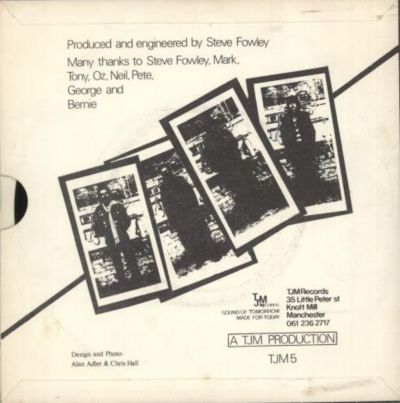 Produced and engineered by Steve Fowley
Many thanks to Steve Fowley, Mark,
Tony, Oz, Neil, Pete,
George and
Bernie
TJM
RECORDS
SOUND OF TOMORROW
MADE FOR TODAY
TJM Records
35 Little Peter st
Knott Mill
Manchester
061 236 2717
A TJM PRODUCTION
TJM 5
Design and Photo-
Alan Adler & Chris Hall